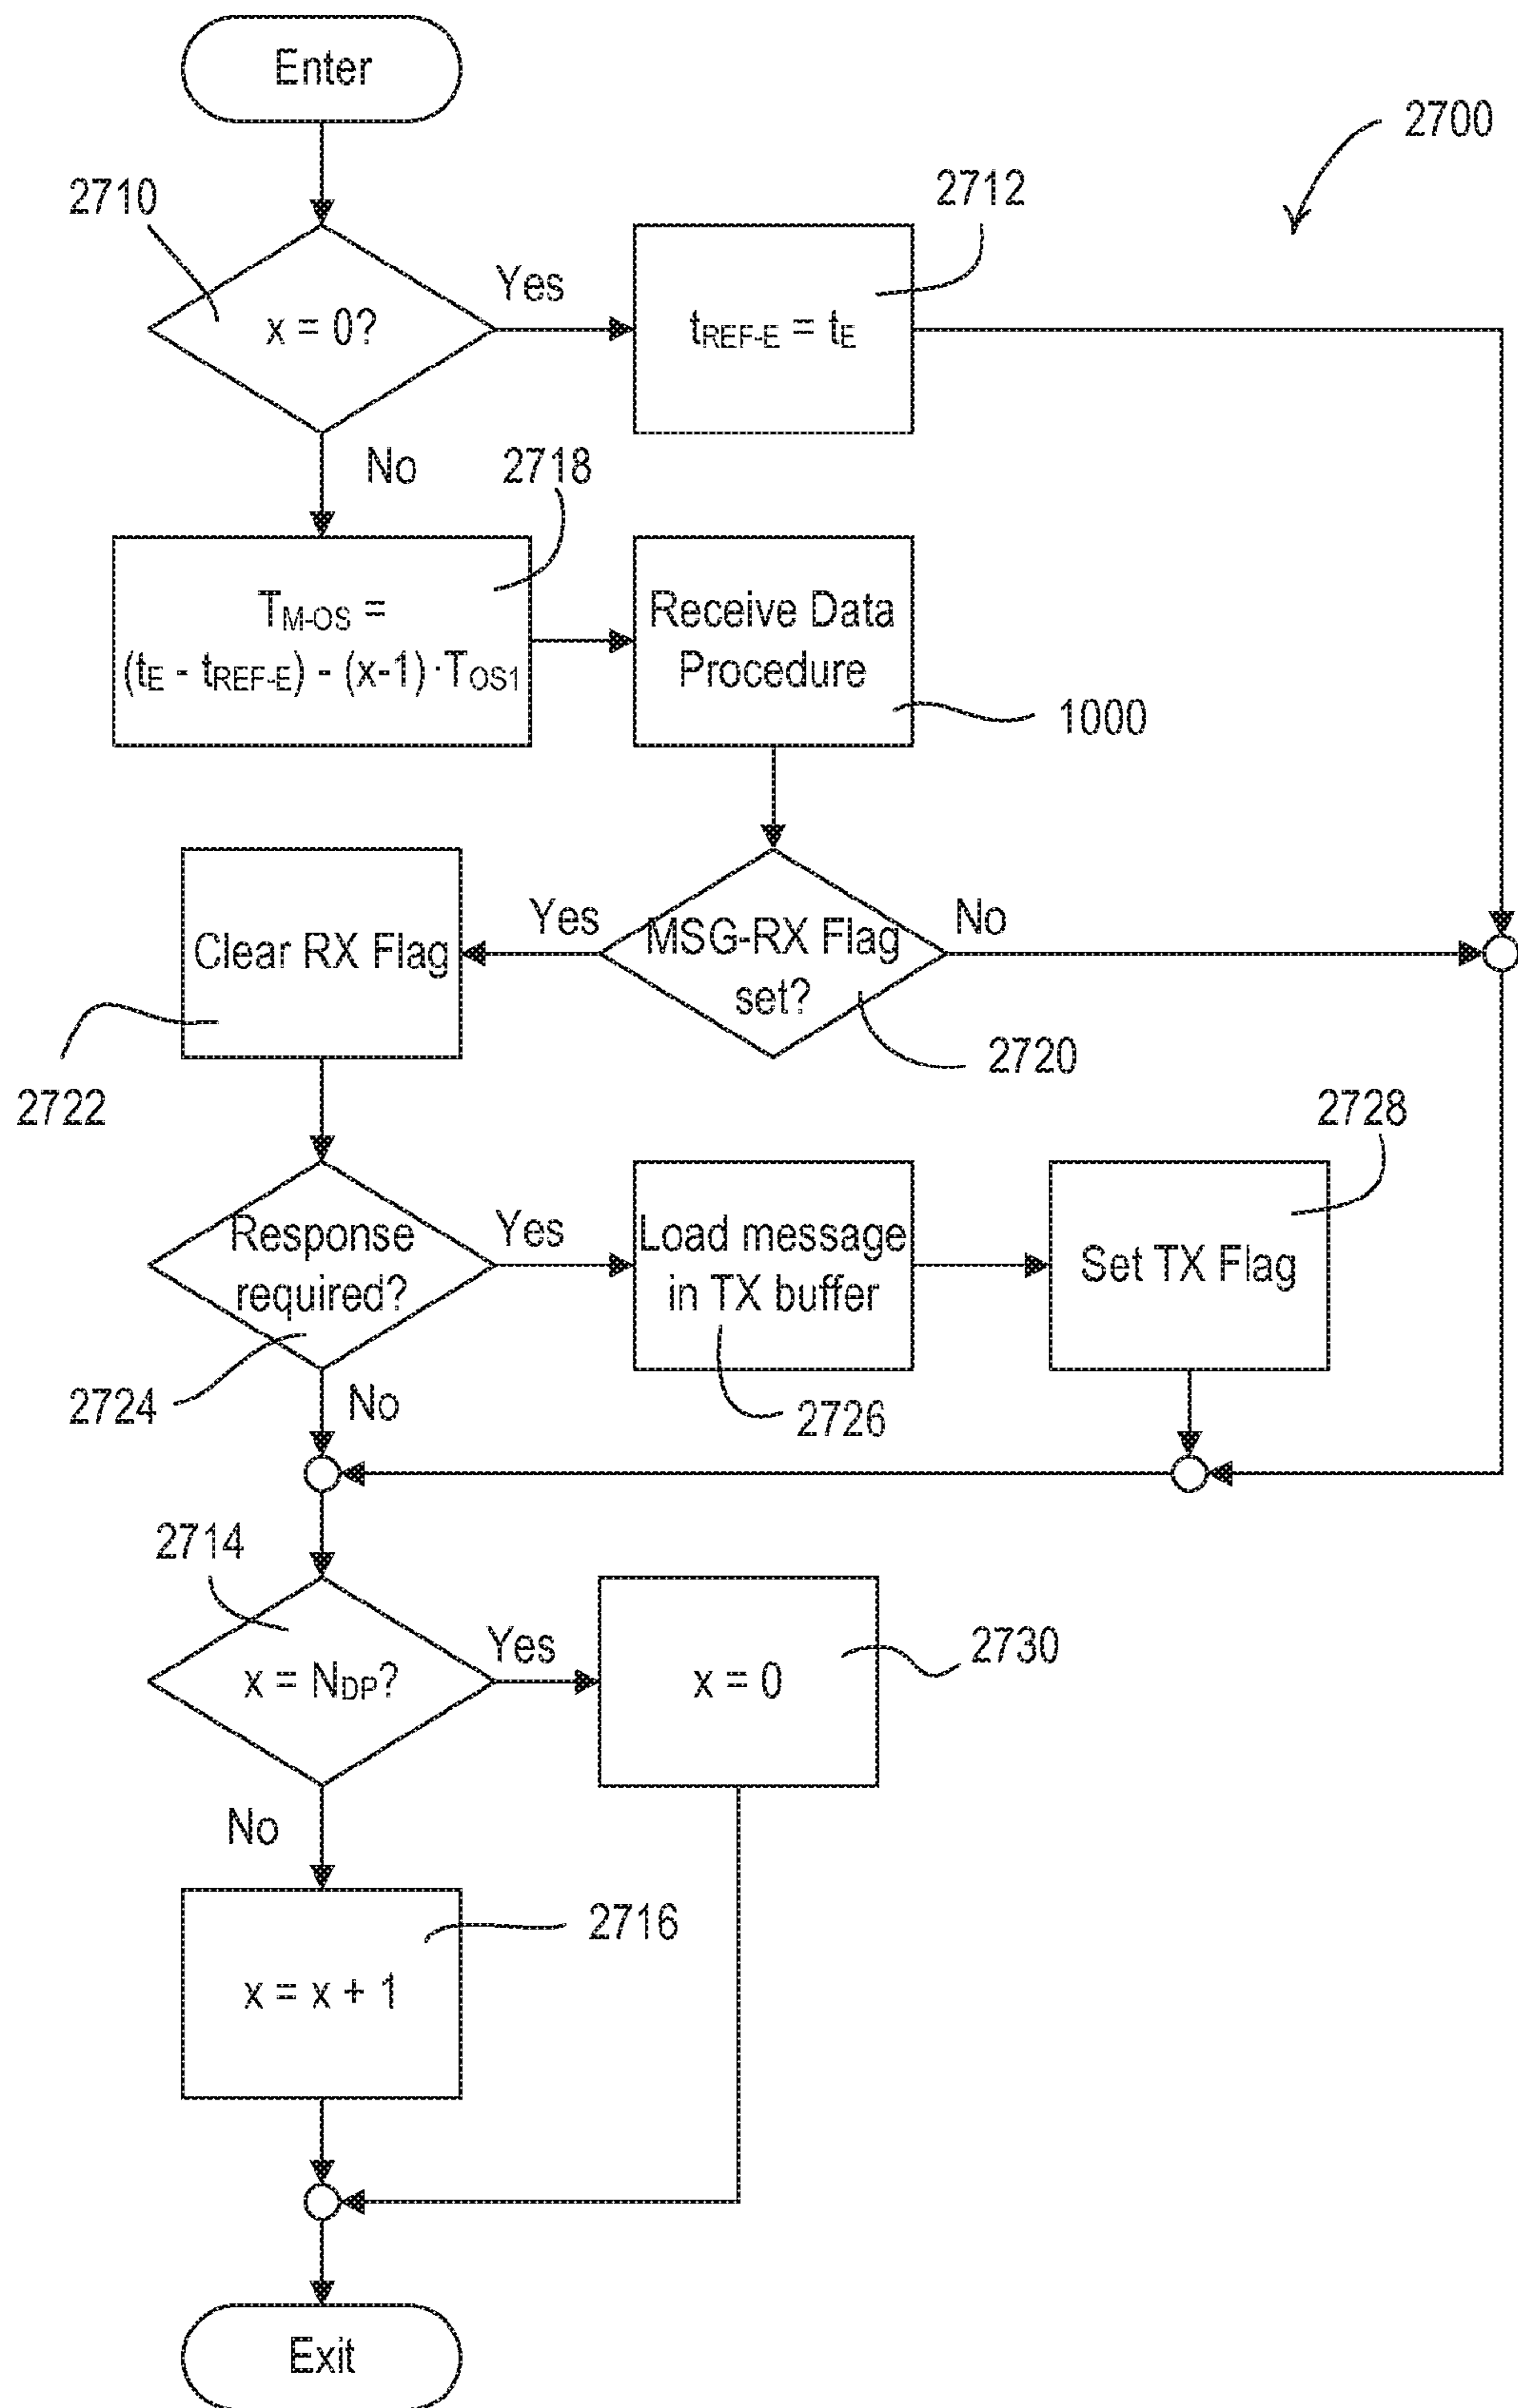 Enter
2700
2710
2712
x = 0?
Yes
tREF-E = tE
No
2718
TM-OS =
(tE - tREF-E) - (x-1)·TOS1
Receive Data
Procedure
1000
Clear RX Flag
Yes
MSG-RX Flag
set?
No
2720
2722
2728
Response
required?
Yes
Load message
in TX buffer
Set TX Flag
2724
No
2726
2714
x = NDP?
Yes
x = 0
2730
No
2716
x = x + 1
Exit